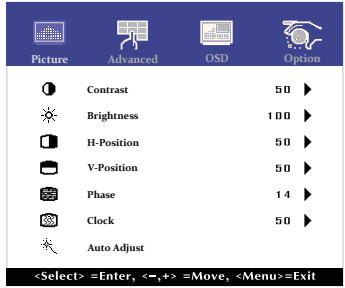 Picture Advanced OSD Option
Contrast 50
Brightness 100
H-Position 50
V-Position 50
Phase 14
Clock 50
Auto Adjust
<Select> =Enter, <-,+> =Move, <Menu>=Exit